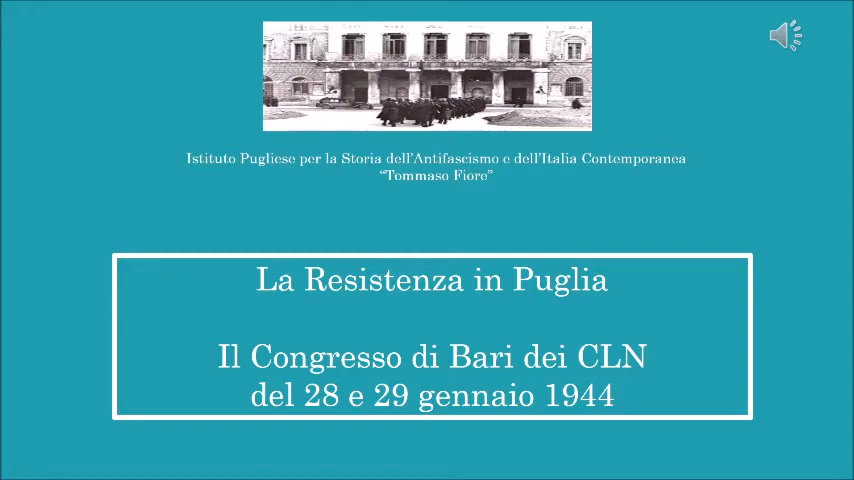 Istituto Pugliese per la Storia dell'Antifascismo e dell'Italia Contemporanea
“Tommaso Fiore”
La Resistenza in Puglia
Il Congresso di Bari dei CLN
del 28 e 29 gennaio 1944